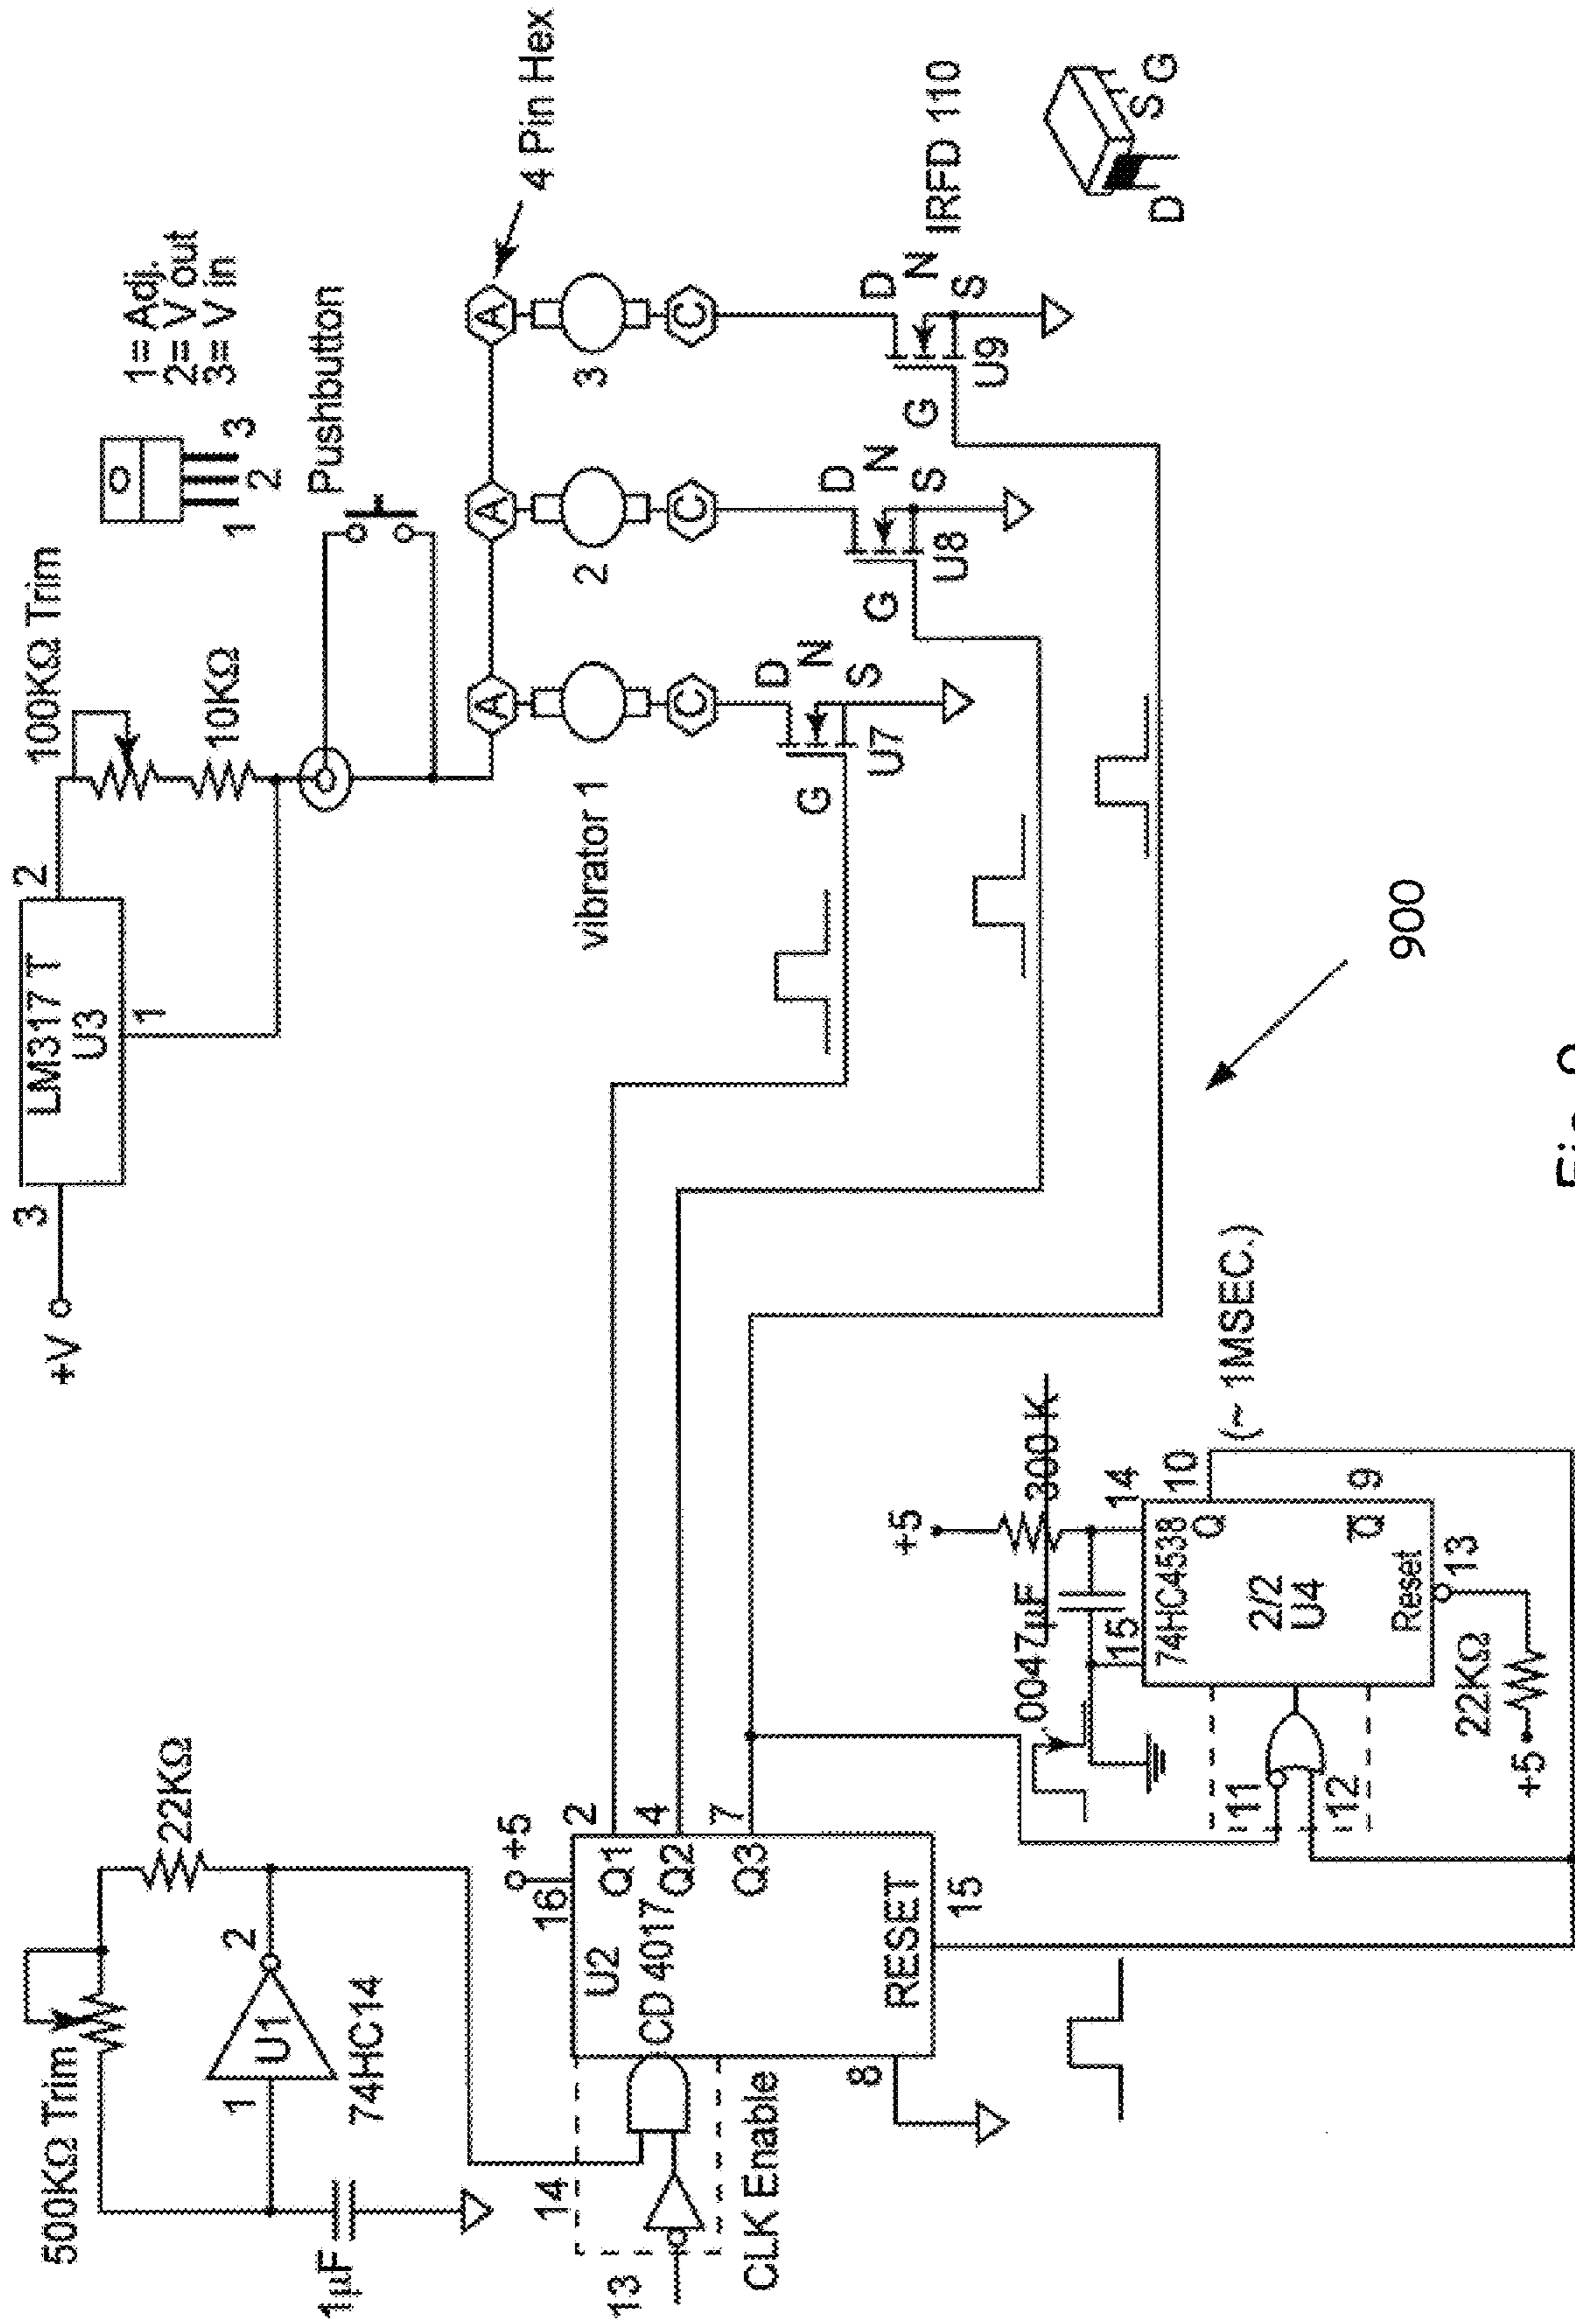 +V
3
LM317 T
U3
2
1
100KΩ Trim
10KΩ
1
2
3
1= Adj.
2= V out
3= V in
Pushbutton
4 Pin Hex
A
A
A
vibrator 1
2
3
C
C
C
D
N
S
G
U7
D
N
S
G
U8
D
N
S
G
U9
IRFD 110
D
S
G
500KΩ Trim
22KΩ
1
U1
2
74HC14
1µF
14
13
CLK Enable
+5
16
U2
CD 4017
Q1
2
Q2
4
Q3
7
RESET
15
8
+5
300 K
0047µF
15
14
74HC4538
Q
10
(~ 1MSEC.)
2/2
U4
Q
9
Reset
13
11
12
22KΩ
+5
900